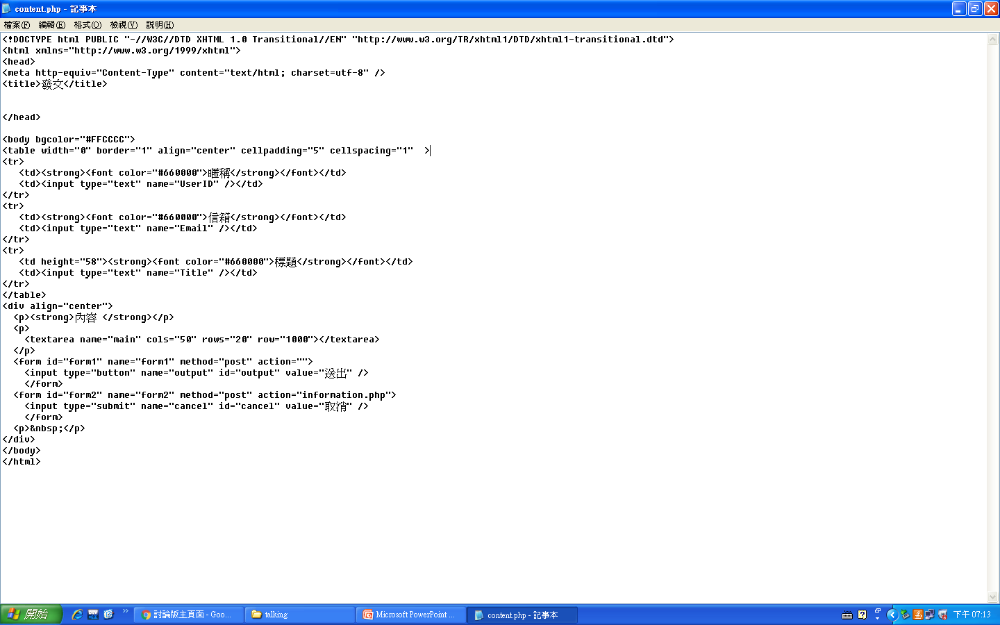 content.php - 記事本
檔案(F) 編輯(E) 格式(O) 檢視(V) 說明(H)
<!DOCTYPE html PUBLIC "-//W3C//DTD XHTML 1.0 Transitional//EN" "http://www.w3.org/TR/xhtml1/DTD/xhtml1-transitional.dtd">
<html xmlns="http://www.w3.org/1999/xhtml">
<head>
<meta http-equiv="Content-Type" content="text/html; charset=utf-8" />
<title>發文</title>
</head>
<body bgcolor="#FFCCCC">
<table width="0" border="1" align="center" cellpadding="5" cellspacing="1"  >
<tr>
   <td><strong><font color="#660000">暱稱</strong></font></td>
   <td><input type="text" name="UserID" /></td>
</tr>
<tr>
   <td><strong><font color="#660000">信箱</strong></font></td>
   <td><input type="text" name="Email" /></td>
</tr>
<tr>
   <td height="58"><strong><font color="#660000">標題</strong></font></td>
   <td><input type="text" name="Title" /></td>
</tr>
</table>
<div align="center">
  <p><strong>內容 </strong></p>
  <p>
    <textarea name="main" cols="50" rows="20" row="1000"></textarea>
  </p>
  <form id="form1" name="form1" method="post" action="">
    <input type="button" name="output" id="output" value="送出" />
    </form>
  <form id="form2" name="form2" method="post" action="information.php">
    <input type="submit" name="cancel" id="cancel" value="取消" />
    </form>
  <p>&nbsp;</p>
</div>
</body>
</html>
開始 討論版主頁面 - Goo... talking Microsoft PowerPoint ... content.php - 記事本 下午 07:13